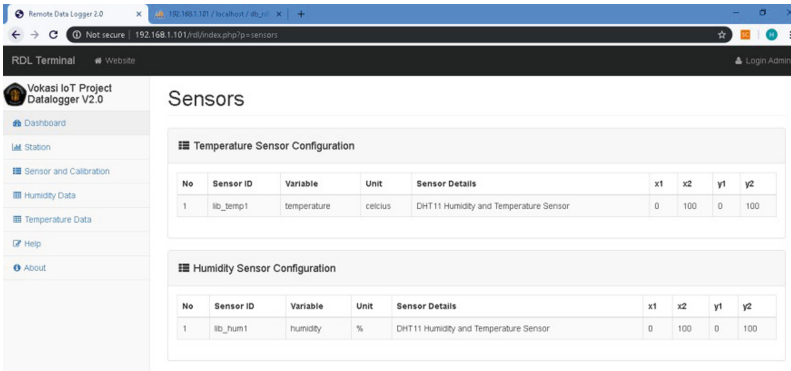 Remote Data Logger 2.0
192.168.1.101 / localhost / db_rdl
Not secure | 192.168.1.101/rdl/index.php?p=sensors
SC
H
RDL Terminal
Website
Login Admin
Vokasi IoT Project
Datalogger V2.0
Dashboard
Station
Sensor and Calibration
Humidity Data
Temperature Data
Help
About
Sensors
Temperature Sensor Configuration
No Sensor ID Variable Unit Sensor Details x1 x2 y1 y2
1 lib_temp1 temperature celcius DHT11 Humidity and Temperature Sensor 0 100 0 100
Humidity Sensor Configuration
No Sensor ID Variable Unit Sensor Details x1 x2 y1 y2
1 lib_hum1 humidity % DHT11 Humidity and Temperature Sensor 0 100 0 100